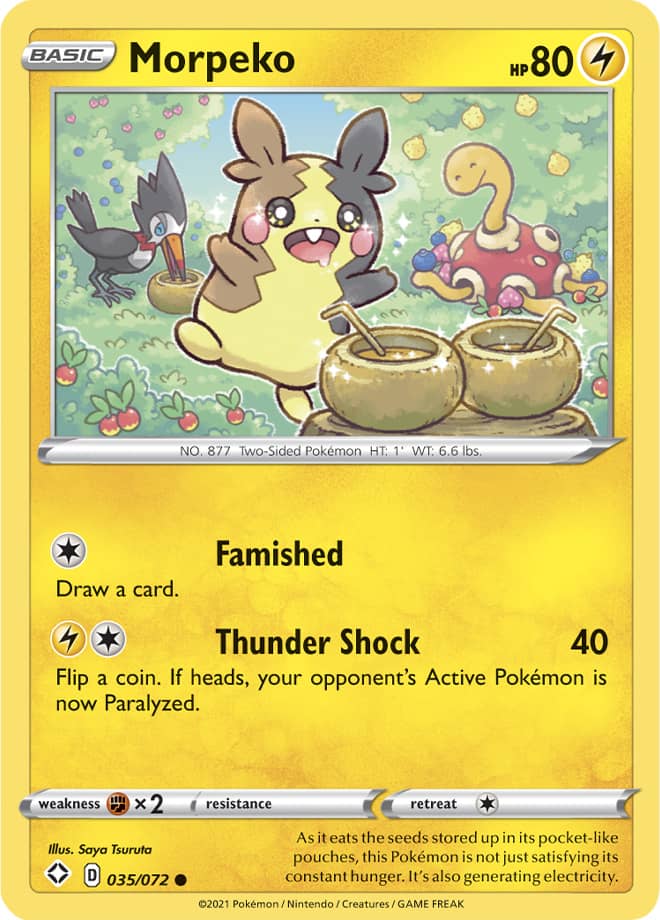 BASIC Morpeko HP 80
NO. 877 Two-Sided Pokémon HT: 1' WT: 6.6 lbs.
Famished
Draw a card.
Thunder Shock 40
Flip a coin. If heads, your opponent's Active Pokémon is
now Paralyzed.
weakness ×2 resistance retreat
Illus. Saya Tsuruta
D 035/072
As it eats the seeds stored up in its pocket-like
pouches, this Pokémon is not just satisfying its
constant hunger. It's also generating electricity.
©2021 Pokémon / Nintendo / Creatures / GAME FREAK